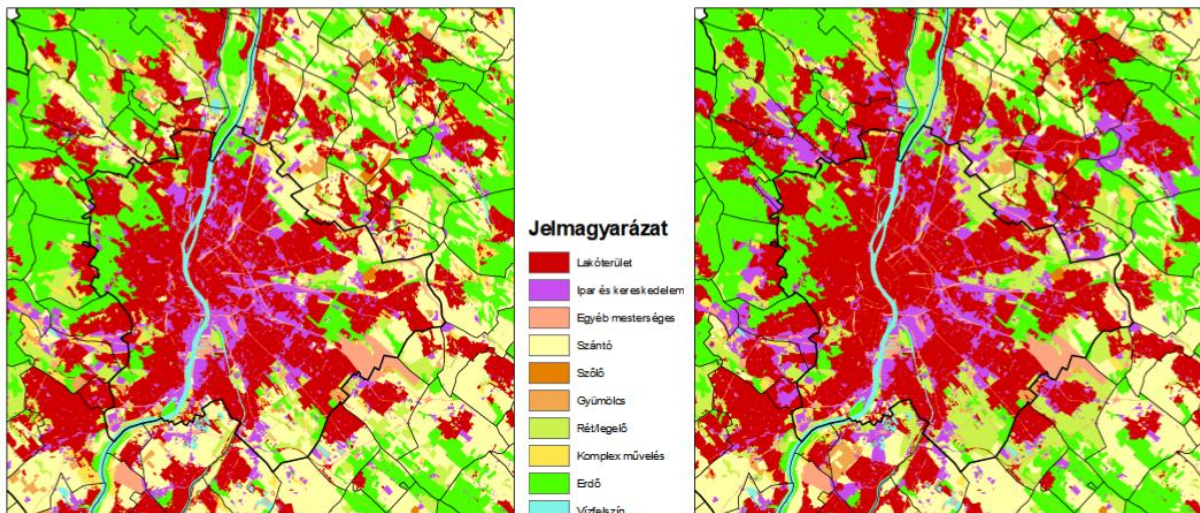 Jelmagyarázat
Lakóterület
Ipar és kereskedelem
Egyéb mesterséges
Szántó
Szőlő
Gyümölcs
Rét/legelő
Komplex művelés
Erdő
Vízfelszín